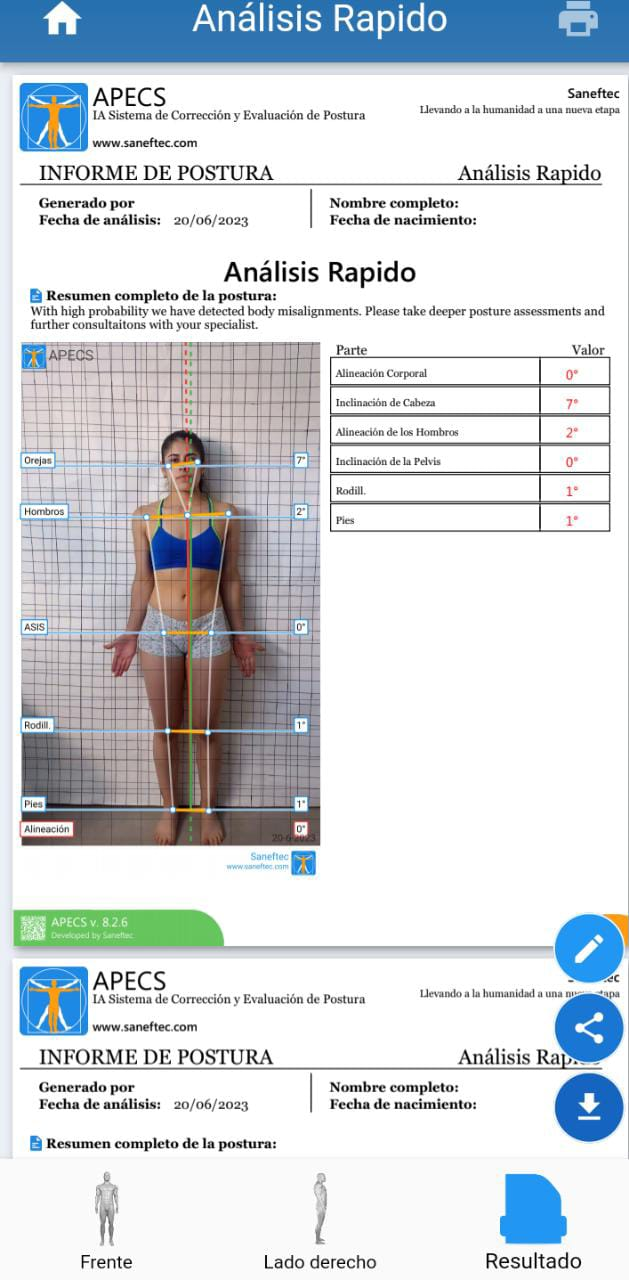 Análisis Rapido
APECS
IA Sistema de Corrección y Evaluación de Postura
www.saneftec.com
Saneftec
Llevando a la humanidad a una nueva etapa
INFORME DE POSTURA
Análisis Rapido
Generado por
Fecha de análisis: 20/06/2023
Nombre completo:
Fecha de nacimiento:
Análisis Rapido
Resumen completo de la postura:
With high probability we have detected body misalignments. Please take deeper posture assessments and
further consultaitons with your specialist.
APECS
Orejas 7°
Hombros 2°
ASIS 0°
Rodill. 1°
Pies 1°
Alineación 0°
20-6-2023
Saneftec
www.saneftec.com
Parte Valor
Alineación Corporal 0°
Inclinación de Cabeza 7°
Alineación de los Hombros 2°
Inclinación de la Pelvis 0°
Rodill. 1°
Pies 1°
APECS v. 8.2.6
Developed by Saneftec
APECS
IA Sistema de Corrección y Evaluación de Postura
www.saneftec.com
Llevando a la humanidad a una
INFORME DE POSTURA
Análisis
Generado por
Fecha de análisis: 20/06/2023
Nombre completo:
Fecha de nacimiento:
Resumen completo de la postura:
Frente
Lado derecho
Resultado